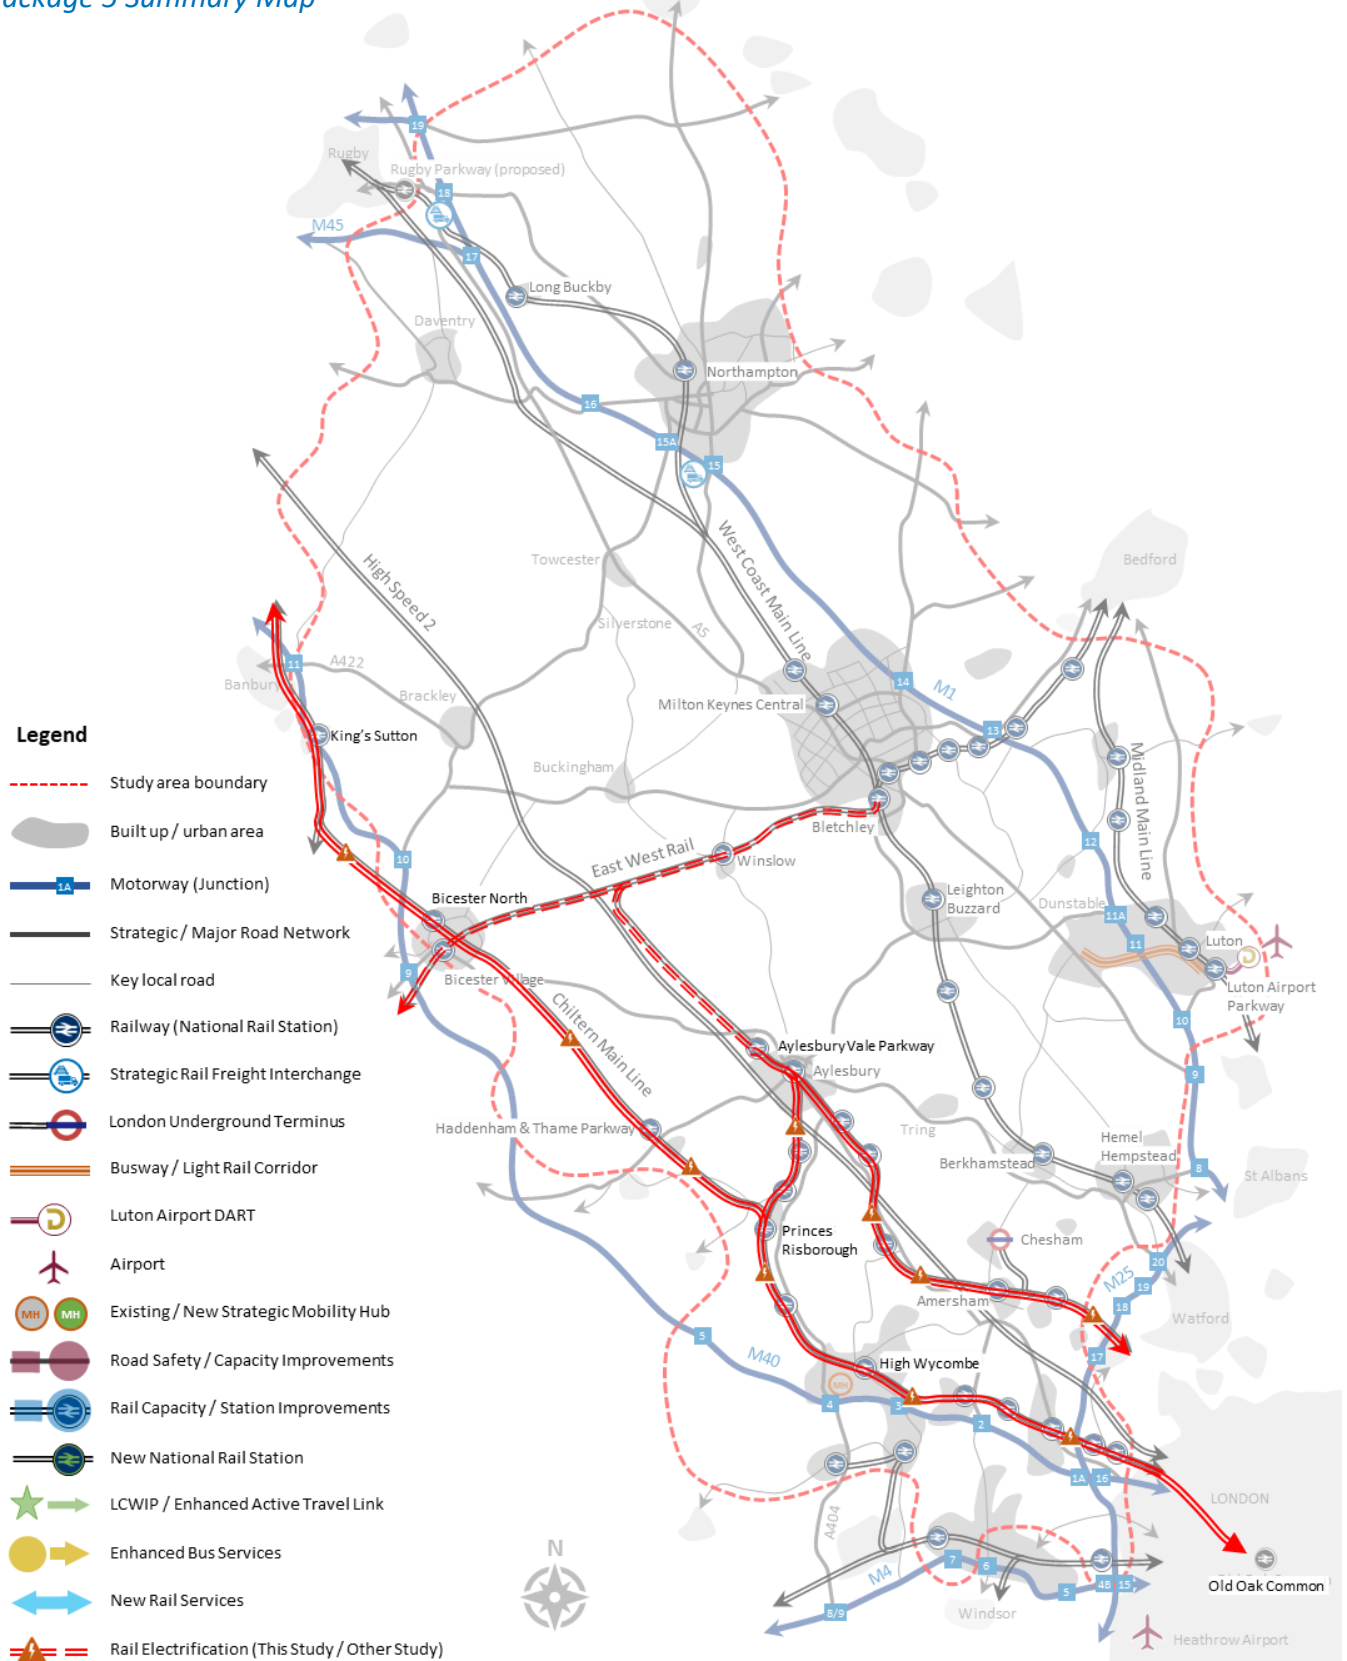 Package 5 Summary Map
19
Rugby
Rugby Parkway (proposed)
18
M45
17
Long Buckby
Daventry
Northampton
16
15A
15
West Coast Main Line
High Speed 2
Towcester
Silverstone
A5
Bedford
11
A422
Banbury
Brackley
14
M1
Milton Keynes Central
13
King's Sutton
Buckingham
Midland Main Line
Bletchley
12
10
East West Rail
Winslow
Bicester North
Leighton
Buzzard
Dunstable
11A
11
Luton
D
9
Bicester Village
Luton Airport
Parkway
Chiltern Main Line
10
Aylesbury Vale Parkway
Aylesbury
9
Haddenham & Thame Parkway
Tring
Hemel
Hempstead
Berkhamstead
8
St Albans
Princes
Risborough
Chesham
20
M25
19
18
Amersham
Watford
17
5
M40
High Wycombe
MH
4
3
2
1A
16
LONDON
A404
7
6
M4
5
4B
15
Old Oak Common
8/9
Windsor
Heathrow Airport
N
Legend
Study area boundary
Built up / urban area
1A
Motorway (Junction)
Strategic / Major Road Network
Key local road
Railway (National Rail Station)
Strategic Rail Freight Interchange
London Underground Terminus
Busway / Light Rail Corridor
D
Luton Airport DART
Airport
MH
MH
Existing / New Strategic Mobility Hub
Road Safety / Capacity Improvements
Rail Capacity / Station Improvements
New National Rail Station
LCWIP / Enhanced Active Travel Link
Enhanced Bus Services
New Rail Services
Rail Electrification (This Study / Other Study)